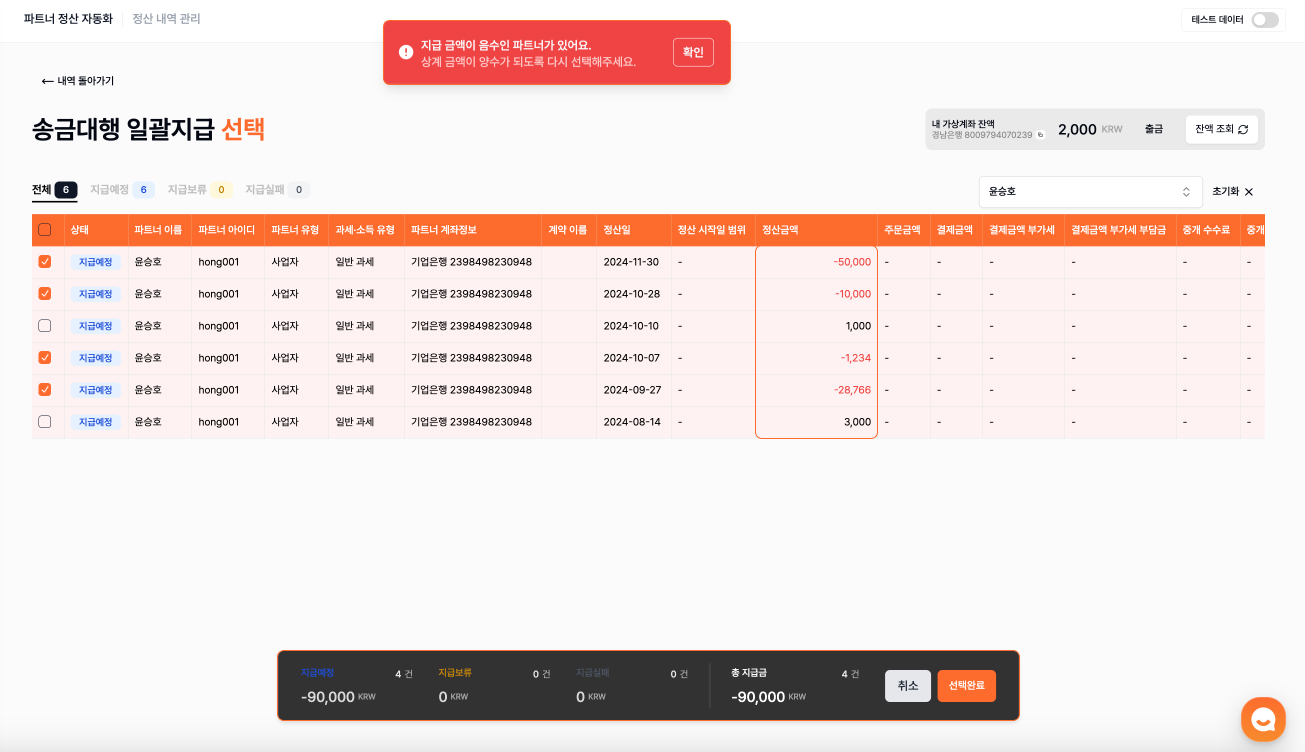 파트너 정산 자동화 정산 내역 관리
테스트 데이터
지급 금액이 음수인 파트너가 있어요.
상계 금액이 양수가 되도록 다시 선택해주세요.
확인
내역 돌아가기
송금대행 일괄지급 선택
내 가상계좌 잔액
경남은행 8009794070239
2,000 KRW
출금
잔액 조회
전체 6 지급예정 6 지급보류 0 지급실패 0
윤승호
초기화
상태 파트너 이름 파트너 아이디 파트너 유형 과세·소득 유형 파트너 계좌정보 계약 이름 정산일 정산 시작일 범위 정산금액 주문금액 결제금액 결제금액 부가세 결제금액 부가세 부담금 중개 수수료 중개
지급예정 윤승호 hong001 사업자 일반 과세 기업은행 2398498230948 2024-11-30 - -50,000 - - - - - -
지급예정 윤승호 hong001 사업자 일반 과세 기업은행 2398498230948 2024-10-28 - -10,000 - - - - - -
지급예정 윤승호 hong001 사업자 일반 과세 기업은행 2398498230948 2024-10-10 - 1,000 - - - - - -
지급예정 윤승호 hong001 사업자 일반 과세 기업은행 2398498230948 2024-10-07 - -1,234 - - - - - -
지급예정 윤승호 hong001 사업자 일반 과세 기업은행 2398498230948 2024-09-27 - -28,766 - - - - - -
지급예정 윤승호 hong001 사업자 일반 과세 기업은행 2398498230948 2024-08-14 - 3,000 - - - - - -
지급예정 4 건 지급보류 0 건 지급실패 0 건 총 지급금 4 건
-90,000 KRW 0 KRW 0 KRW -90,000 KRW
취소 선택완료